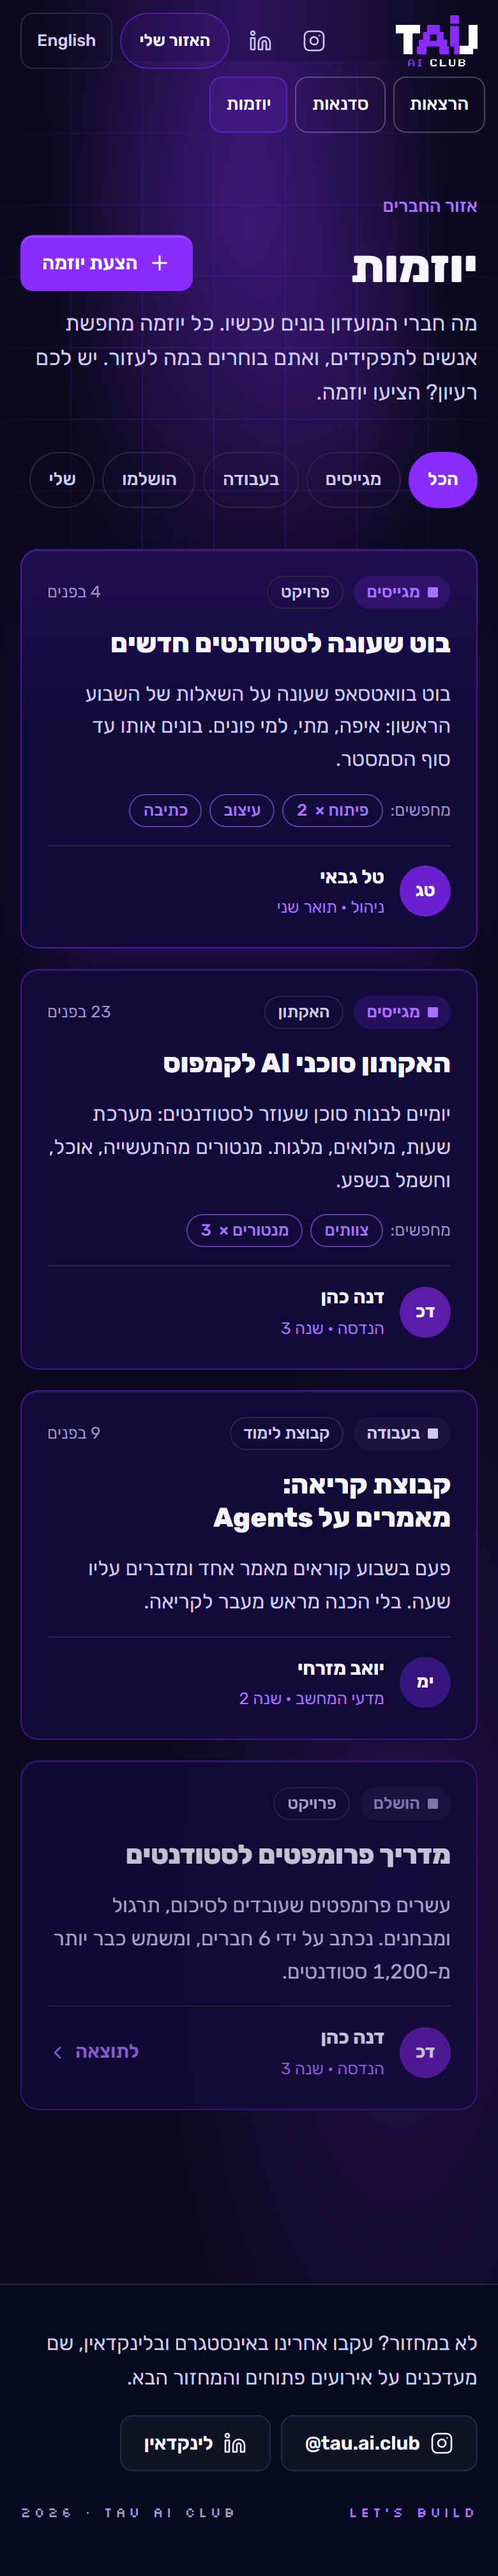 TAU
AI CLUB
האזור שלי
English
הרצאות
סדנאות
יוזמות
אזור החברים
יוזמות
הצעת יוזמה
מה חברי המועדון בונים עכשיו. כל יוזמה מחפשת
אנשים לתפקידים, ואתם בוחרים במה לעזור. יש לכם
רעיון? הציעו יוזמה.
הכל
מגייסים
בעבודה
הושלמו
שלי
מגייסים
פרויקט
4 בפנים
בוט שעונה לסטודנטים חדשים
בוט בוואטסאפ שעונה על השאלות של השבוע
הראשון: איפה, מתי, למי פונים. בונים אותו עד
סוף הסמסטר.
מחפשים:
פיתוח × 2
עיצוב
כתיבה
טג
טל גבאי
ניהול • תואר שני
מגייסים
האקתון
23 בפנים
האקתון סוכני AI לקמפוס
יומיים לבנות סוכן שעוזר לסטודנטים: מערכת
שעות, מילואים, מלגות. מנטורים מהתעשייה, אוכל,
וחשמל בשפע.
מחפשים:
צוותים
מנטורים × 3
דכ
דנה כהן
הנדסה • שנה 3
בעבודה
קבוצת לימוד
9 בפנים
קבוצת קריאה:
מאמרים על Agents
פעם בשבוע קוראים מאמר אחד ומדברים עליו
שעה. בלי הכנה מראש מעבר לקריאה.
ימ
יואב מזרחי
מדעי המחשב • שנה 2
הושלם
פרויקט
מדריך פרומפטים לסטודנטים
עשרים פרומפטים שעובדים לסיכום, תרגול
ומבחנים. נכתב על ידי 6 חברים, ומשמש כבר יותר
מ-1,200 סטודנטים.
דכ
דנה כהן
הנדסה • שנה 3
לתוצאה
לא במחזור? עקבו אחרינו באינסטגרם ובלינקדאין, שם
מעדכנים על אירועים פתוחים והמחזור הבא.
@tau.ai.club
לינקדאין
LET'S BUILD
2026 · TAU AI CLUB